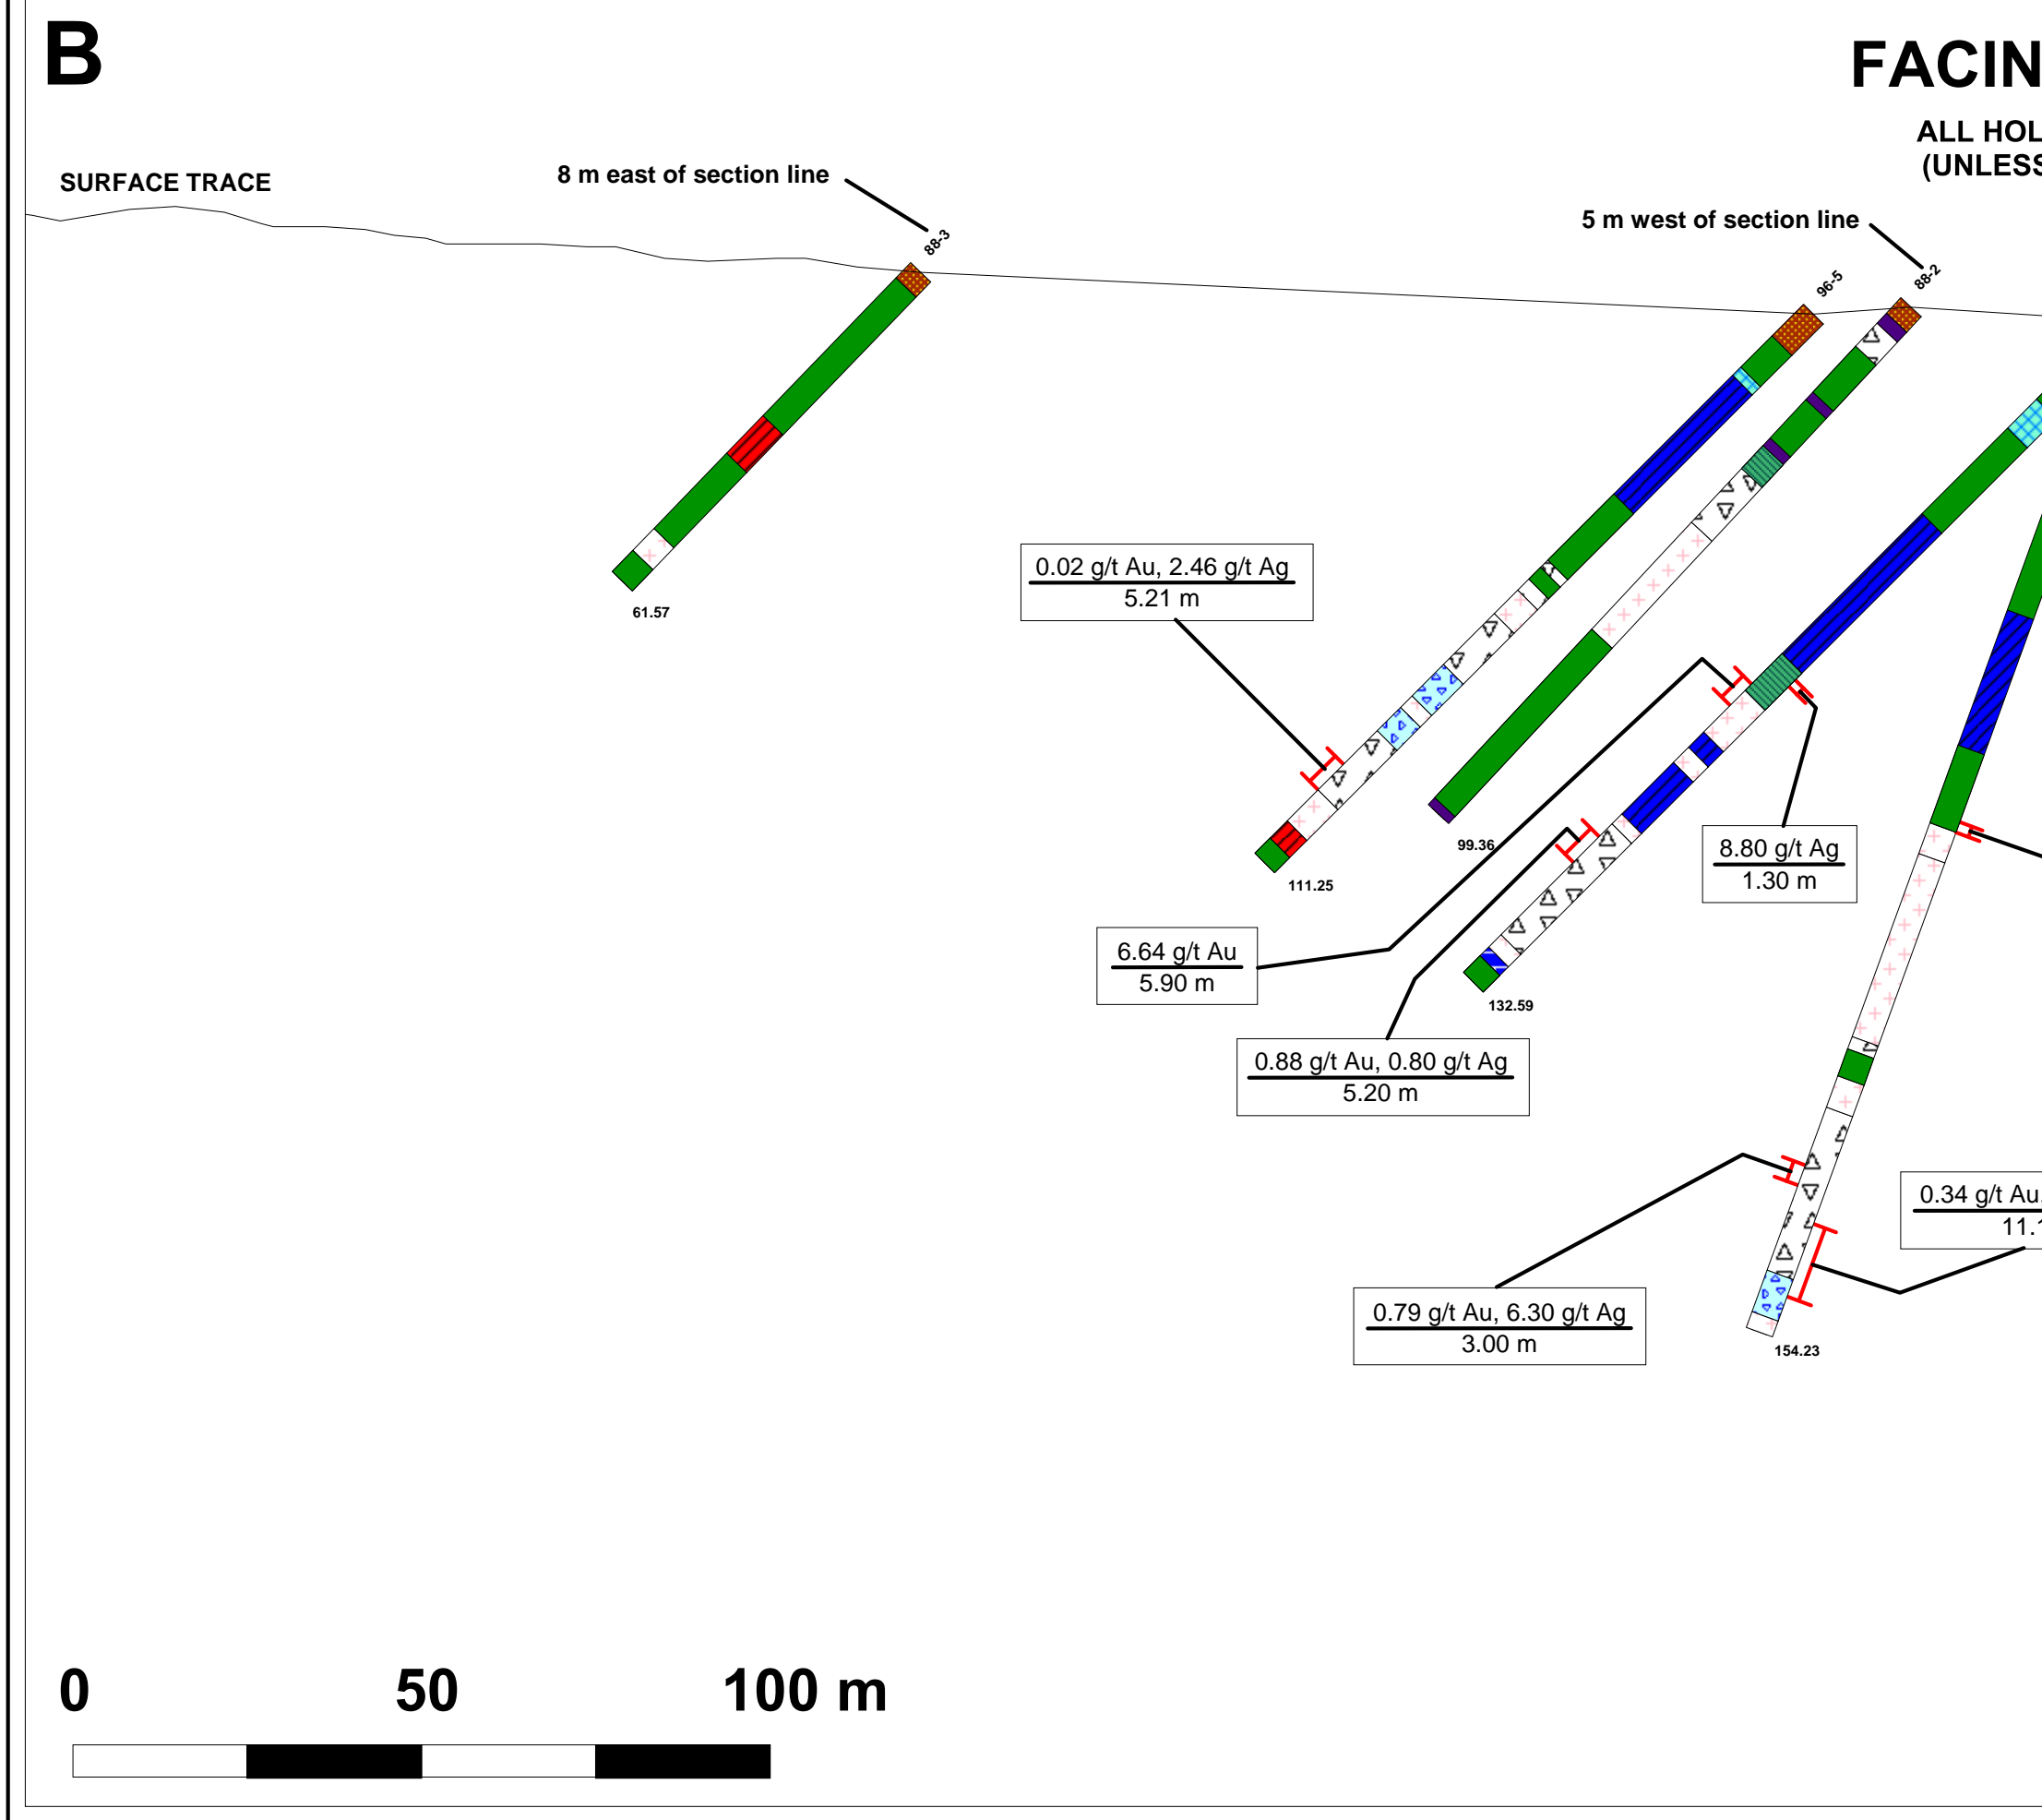 B
FACIN
ALL HOL
(UNLESS
SURFACE TRACE
8 m east of section line
88-3
5 m west of section line
88-2
96-5
0.02 g/t Au, 2.46 g/t Ag
5.21 m
61.57
8.80 g/t Ag
1.30 m
99.36
111.25
6.64 g/t Au
5.90 m
132.59
0.88 g/t Au, 0.80 g/t Ag
5.20 m
0.34 g/t Au
11.
0.79 g/t Au, 6.30 g/t Ag
3.00 m
154.23
0 50 100 m